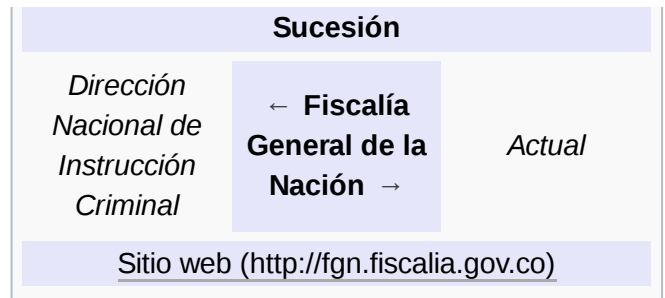 Sucesión
Dirección
Nacional de
Instrucción
Criminal
← Fiscalía
General de la
Nación →
Actual
Sitio web (http://fgn.fiscalia.gov.co)